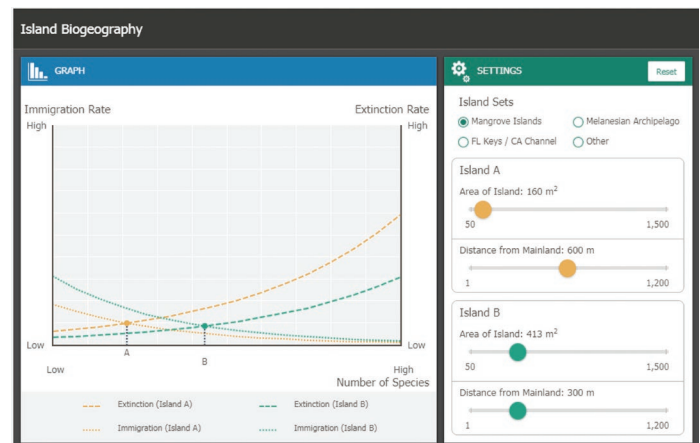 Island Biogeography
GRAPH
Immigration Rate
Extinction Rate
High
High
Low
Low
A
B
Low
High
Number of Species
Extinction (Island A)
Extinction (Island B)
Immigration (Island A)
Immigration (Island B)
SETTINGS
Reset
Island Sets
Mangrove Islands
Melanesian Archipelago
FL Keys / CA Channel
Other
Island A
Area of Island: 160 m²
50
1,500
Distance from Mainland: 600 m
1
1,200
Island B
Area of Island: 413 m²
50
1,500
Distance from Mainland: 300 m
1
1,200